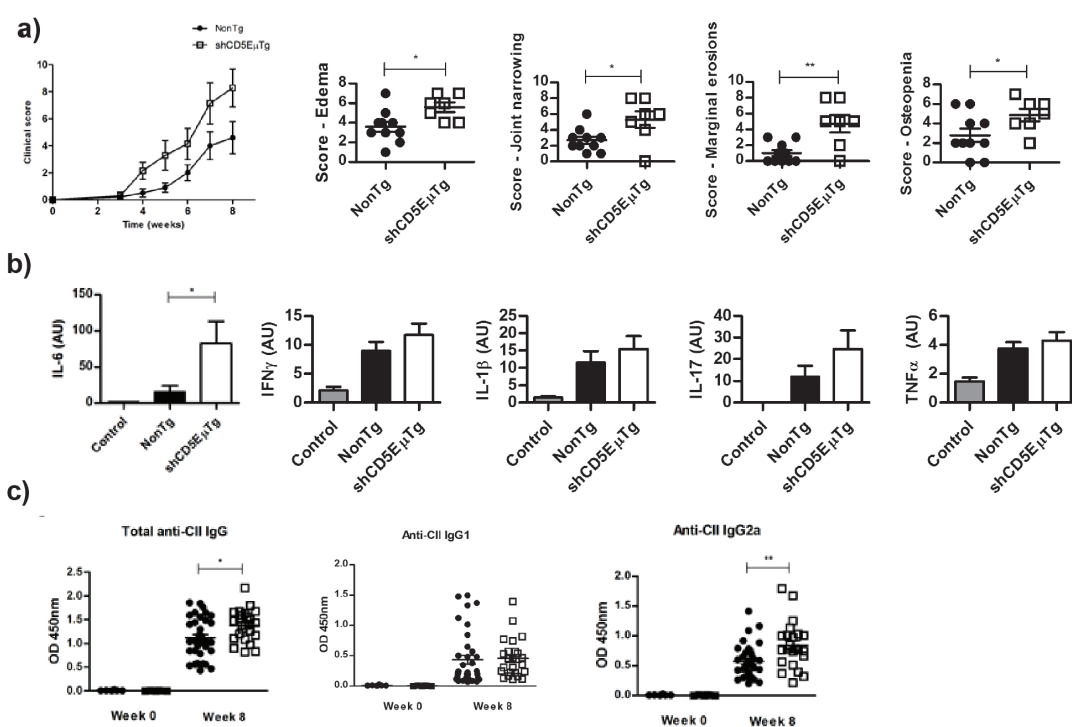 a)
NonTg
shCD5EμTg
Clinical score
10
8
6
4
2
0
0 2 4 6 8
Time (weeks)
Score - Edema
8
6
4
2
0
*
NonTg
shCD5EμTg
Score - Joint narrowing
10
8
6
4
2
0
*
NonTg
shCD5EμTg
Score - Marginal erosions
10
8
6
4
2
0
**
NonTg
shCD5EμTg
Score - Osteopenia
10
8
6
4
2
0
*
NonTg
shCD5EμTg
b)
IL-6 (AU)
150
100
50
0
*
Control
NonTg
shCD5EμTg
IFNγ (AU)
15
10
5
0
Control
NonTg
shCD5EμTg
IL-1β (AU)
25
20
15
10
5
0
Control
NonTg
shCD5EμTg
IL-17 (AU)
40
30
20
10
0
Control
NonTg
shCD5EμTg
TNFα (AU)
6
4
2
0
Control
NonTg
shCD5EμTg
c)
Total anti-CII IgG
OD 450nm
2.5
2.0
1.5
1.0
0.5
0.0
*
Week 0 Week 8
Anti-CII IgG1
OD 450nm
2.0
1.5
1.0
0.5
0.0
Week 0 Week 8
Anti-CII IgG2a
OD 450nm
2.0
1.5
1.0
0.5
0.0
**
Week 0 Week 8